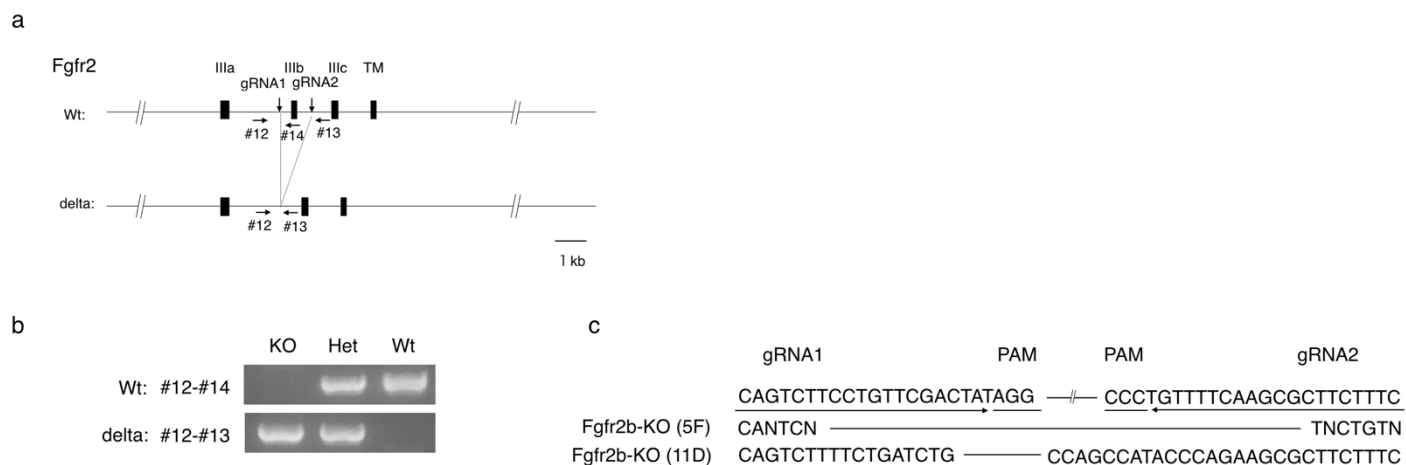 a
Fgfr2
IIIa IIIb IIIc TM
gRNA1 gRNA2
Wt:
#12 #14 #13
delta:
#12 #13
1 kb
b
KO Het Wt
Wt: #12-#14
delta: #12-#13
c
gRNA1 PAM PAM gRNA2
CAGTCTTCCTGTTCGACTATAGG CCCTGTTTTCAAGCGCTTCTTTC
Fgfr2b-KO (5F) CANTCN TNCTGTN
Fgfr2b-KO (11D) CAGTCTTTTCTGATCTG CCAGCCATACCCAGAAGCGCTTCTTTC